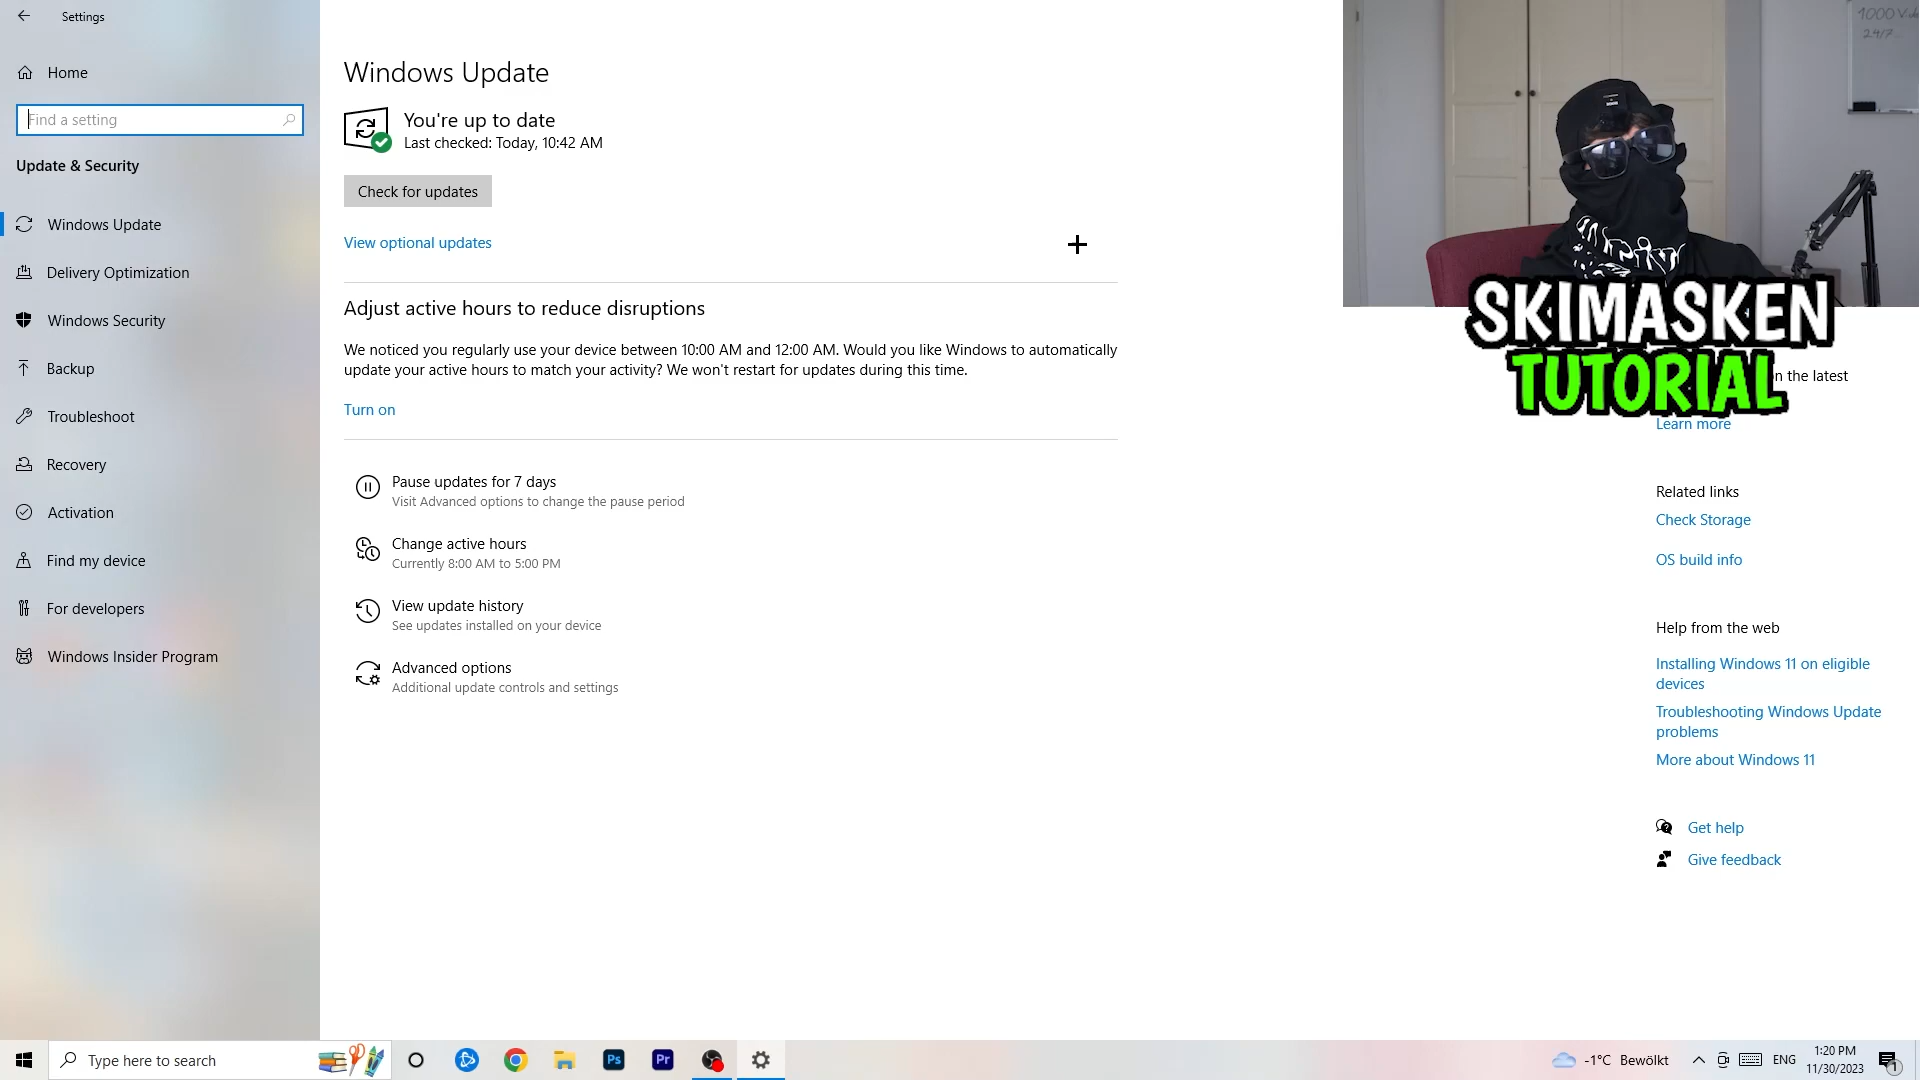 Settings
Home
Find a setting
Update & Security
Windows Update
Delivery Optimization
Windows Security
Backup
Troubleshoot
Recovery
Activation
Find my device
For developers
Windows Insider Program
Windows Update
You're up to date
Last checked: Today, 10:42 AM
Check for updates
View optional updates
Adjust active hours to reduce disruptions
We noticed you regularly use your device between 10:00 AM and 12:00 AM. Would you like Windows to automatically
update your active hours to match your activity? We won't restart for updates during this time.
Turn on
Pause updates for 7 days
Visit Advanced options to change the pause period
Change active hours
Currently 8:00 AM to 5:00 PM
View update history
See updates installed on your device
Advanced options
Additional update controls and settings
1000
24/7
SKIMASKEN
TUTORIAL
the latest
Learn more
Related links
Check Storage
OS build info
Help from the web
Installing Windows 11 on eligible
devices
Troubleshooting Windows Update
problems
More about Windows 11
Get help
Give feedback
Type here to search
Ps
Pr
-1°C Bewölkt
ENG
1:20 PM
11/30/2023
1